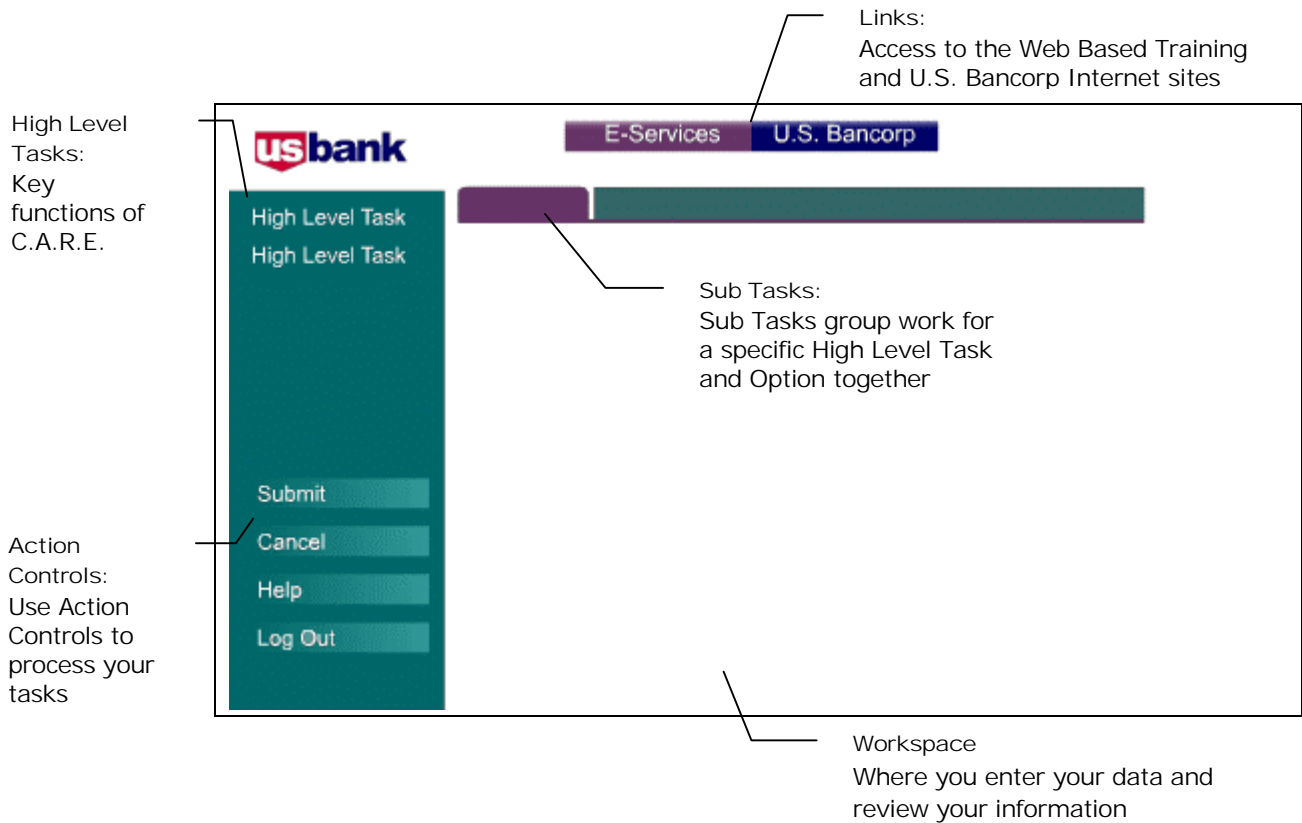 Links:
Access to the Web Based Training
and U.S. Bancorp Internet sites
High Level
Tasks:
Key
functions of
C.A.R.E.
usbank
E-Services
U.S. Bancorp
High Level Task
High Level Task
Sub Tasks:
Sub Tasks group work for
a specific High Level Task
and Option together
Submit
Cancel
Help
Log Out
Action
Controls:
Use Action
Controls to
process your
tasks
Workspace
Where you enter your data and
review your information